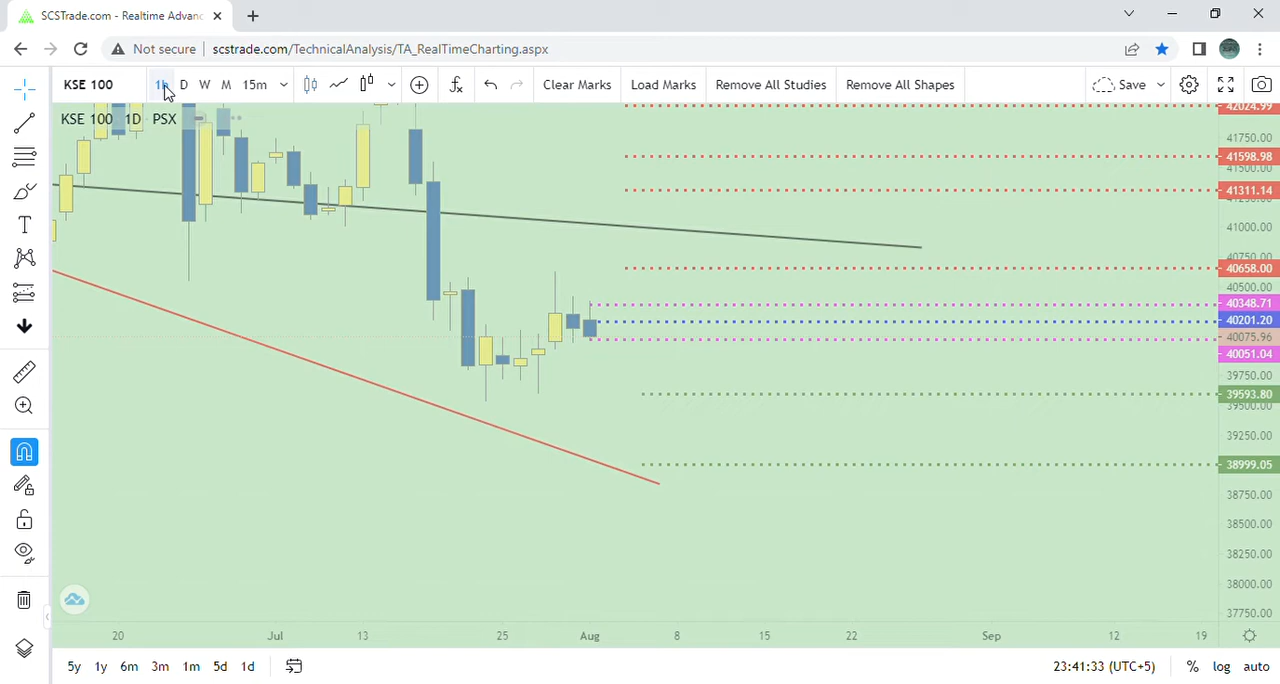 SCSTrade.com - Realtime Advanc
Not secure
scstrade.com/TechnicalAnalysis/TA_RealTimeCharting.aspx
KSE 100
1h
D
W
M
15m
Clear Marks
Load Marks
Remove All Studies
Remove All Shapes
Save
KSE 100 1D PSX
42024.99
41750.00
41598.98
41500.00
41311.14
41250.00
41000.00
40750.00
40658.00
40500.00
40348.71
40201.20
40075.96
40051.04
39750.00
39593.80
39500.00
39250.00
38999.05
38750.00
38500.00
38250.00
38000.00
37750.00
20
Jul
13
25
Aug
8
15
22
Sep
12
19
5y
1y
6m
3m
1m
5d
1d
23:41:33 (UTC+5)
%
log
auto